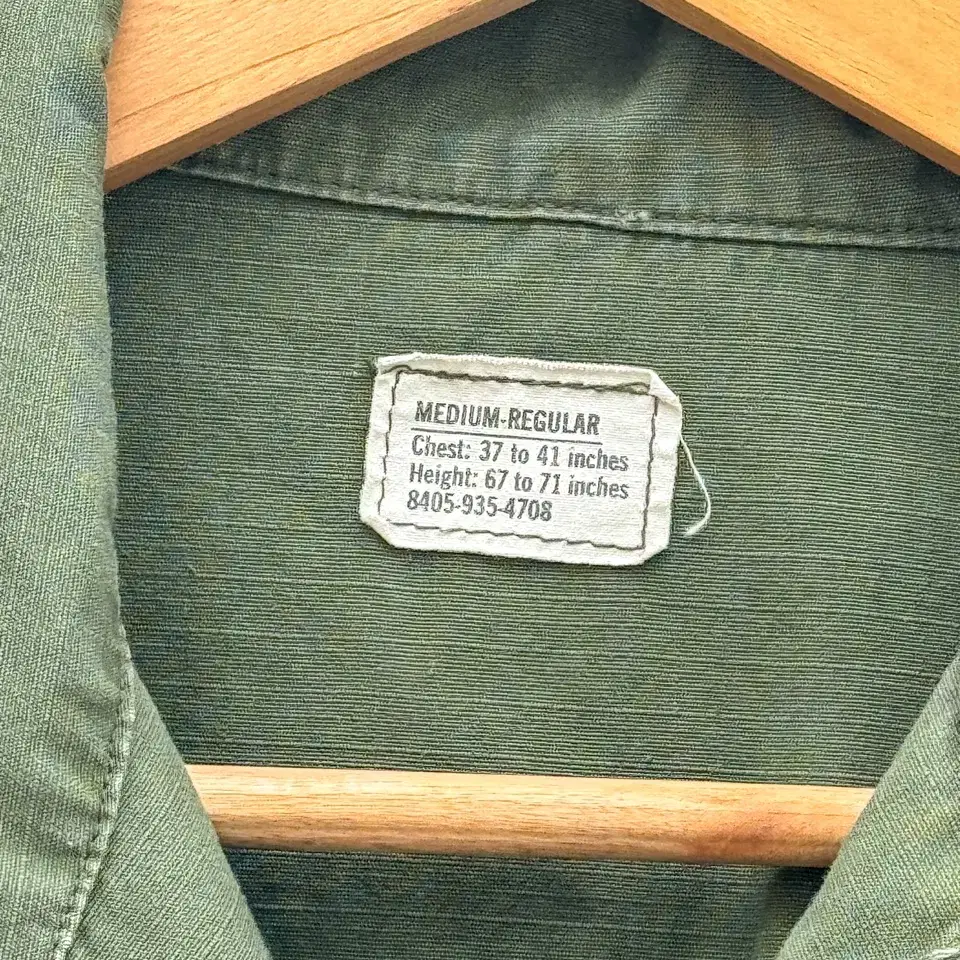 MEDIUM-REGULAR
Chest: 37 to 41 inches
Height: 67 to 71 inches
8405-935-4708